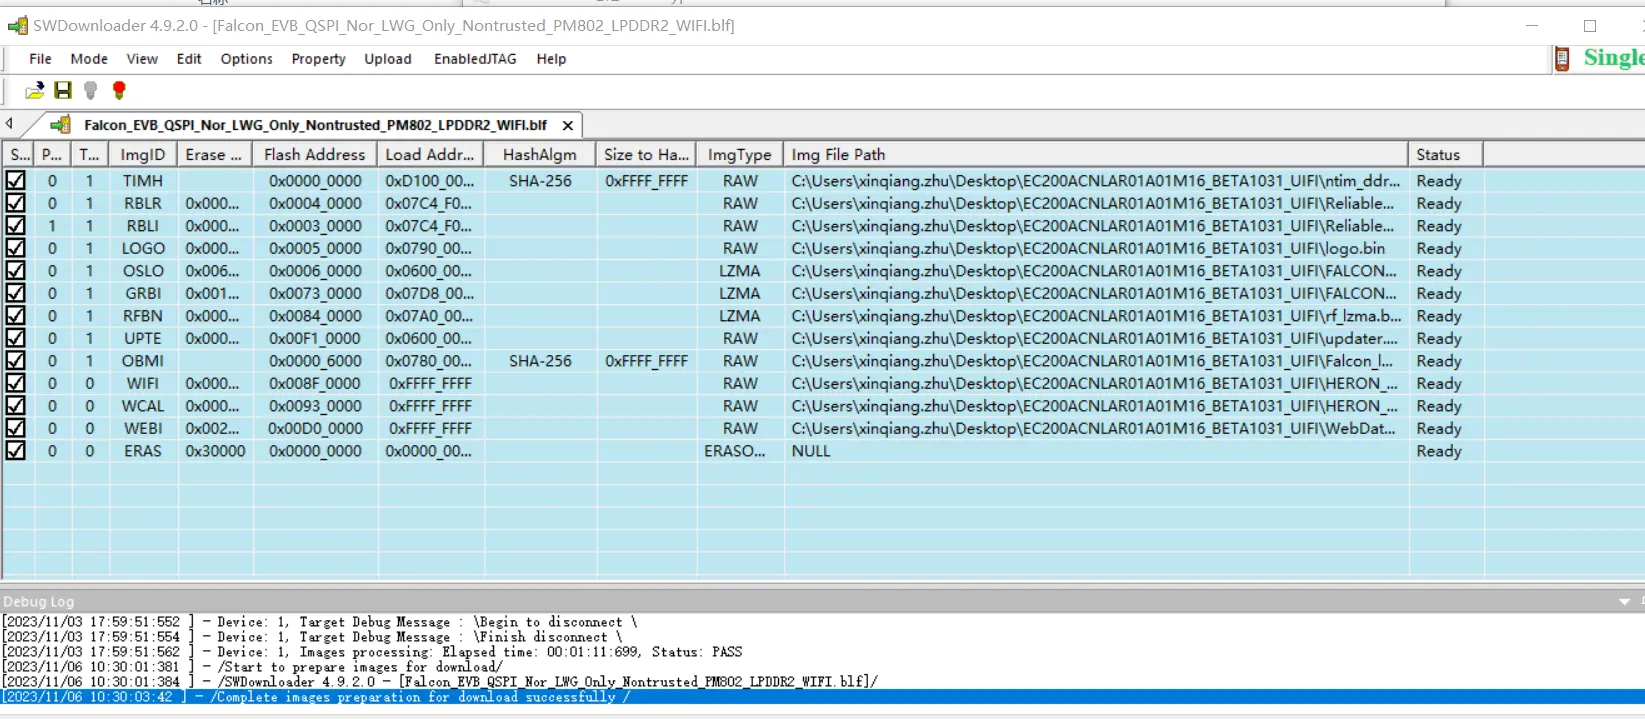 名称
SWDownloader 4.9.2.0 - [Falcon_EVB_QSPI_Nor_LWG_Only_Nontrusted_PM802_LPDDR2_WIFI.blf]
File Mode View Edit Options Property Upload EnabledJTAG Help Single
Falcon_EVB_QSPI_Nor_LWG_Only_Nontrusted_PM802_LPDDR2_WIFI.blf
S... P... T... ImgID Erase ... Flash Address Load Addr... HashAlgm Size to Ha... ImgType Img File Path Status
0 1 TIMH 0x0000_0000 0xD100_00... SHA-256 0xFFFF_FFFF RAW C:\Users\xinqiang.zhu\Desktop\EC200ACNLAR01A01M16_BETA1031_UIFI\ntim_ddr... Ready
0 1 RBLR 0x000... 0x0004_0000 0x07C4_F0... RAW C:\Users\xinqiang.zhu\Desktop\EC200ACNLAR01A01M16_BETA1031_UIFI\Reliable... Ready
1 1 RBLI 0x000... 0x0003_0000 0x07C4_F0... RAW C:\Users\xinqiang.zhu\Desktop\EC200ACNLAR01A01M16_BETA1031_UIFI\Reliable... Ready
0 1 LOGO 0x000... 0x0005_0000 0x0790_00... RAW C:\Users\xinqiang.zhu\Desktop\EC200ACNLAR01A01M16_BETA1031_UIFI\logo.bin Ready
0 1 OSLO 0x006... 0x0006_0000 0x0600_00... LZMA C:\Users\xinqiang.zhu\Desktop\EC200ACNLAR01A01M16_BETA1031_UIFI\FALCON... Ready
0 1 GRBI 0x001... 0x0073_0000 0x07D8_00... LZMA C:\Users\xinqiang.zhu\Desktop\EC200ACNLAR01A01M16_BETA1031_UIFI\FALCON... Ready
0 1 RFBN 0x000... 0x0084_0000 0x07A0_00... LZMA C:\Users\xinqiang.zhu\Desktop\EC200ACNLAR01A01M16_BETA1031_UIFI\rf_lzma.b... Ready
0 1 UPTE 0x000... 0x00F1_0000 0x0600_00... RAW C:\Users\xinqiang.zhu\Desktop\EC200ACNLAR01A01M16_BETA1031_UIFI\updater.... Ready
0 1 OBMI 0x0000_6000 0x0780_00... SHA-256 0xFFFF_FFFF RAW C:\Users\xinqiang.zhu\Desktop\EC200ACNLAR01A01M16_BETA1031_UIFI\Falcon_l... Ready
0 0 WIFI 0x000... 0x008F_0000 0xFFFF_FFFF RAW C:\Users\xinqiang.zhu\Desktop\EC200ACNLAR01A01M16_BETA1031_UIFI\HERON_... Ready
0 0 WCAL 0x000... 0x0093_0000 0xFFFF_FFFF RAW C:\Users\xinqiang.zhu\Desktop\EC200ACNLAR01A01M16_BETA1031_UIFI\HERON_... Ready
0 0 WEBI 0x002... 0x00D0_0000 0xFFFF_FFFF RAW C:\Users\xinqiang.zhu\Desktop\EC200ACNLAR01A01M16_BETA1031_UIFI\WebDat... Ready
0 0 ERAS 0x30000 0x0000_0000 0x0000_00... ERASO... NULL Ready
Debug Log
[2023/11/03 17:59:51:552 ] - Device: 1, Target Debug Message : \Begin to disconnect \
[2023/11/03 17:59:51:554 ] - Device: 1, Target Debug Message : \Finish disconnect \
[2023/11/03 17:59:51:562 ] - Device: 1, Images processing: Elapsed time: 00:01:11:699, Status: PASS
[2023/11/06 10:30:01:381 ] - /Start to prepare images for download/
[2023/11/06 10:30:01:384 ] - /SWDownloader 4.9.2.0 - [Falcon_EVB_QSPI_Nor_LWG_Only_Nontrusted_PM802_LPDDR2_WIFI.blf]/
[2023/11/06 10:30:03:42 ] - /Complete images preparation for download successfully /